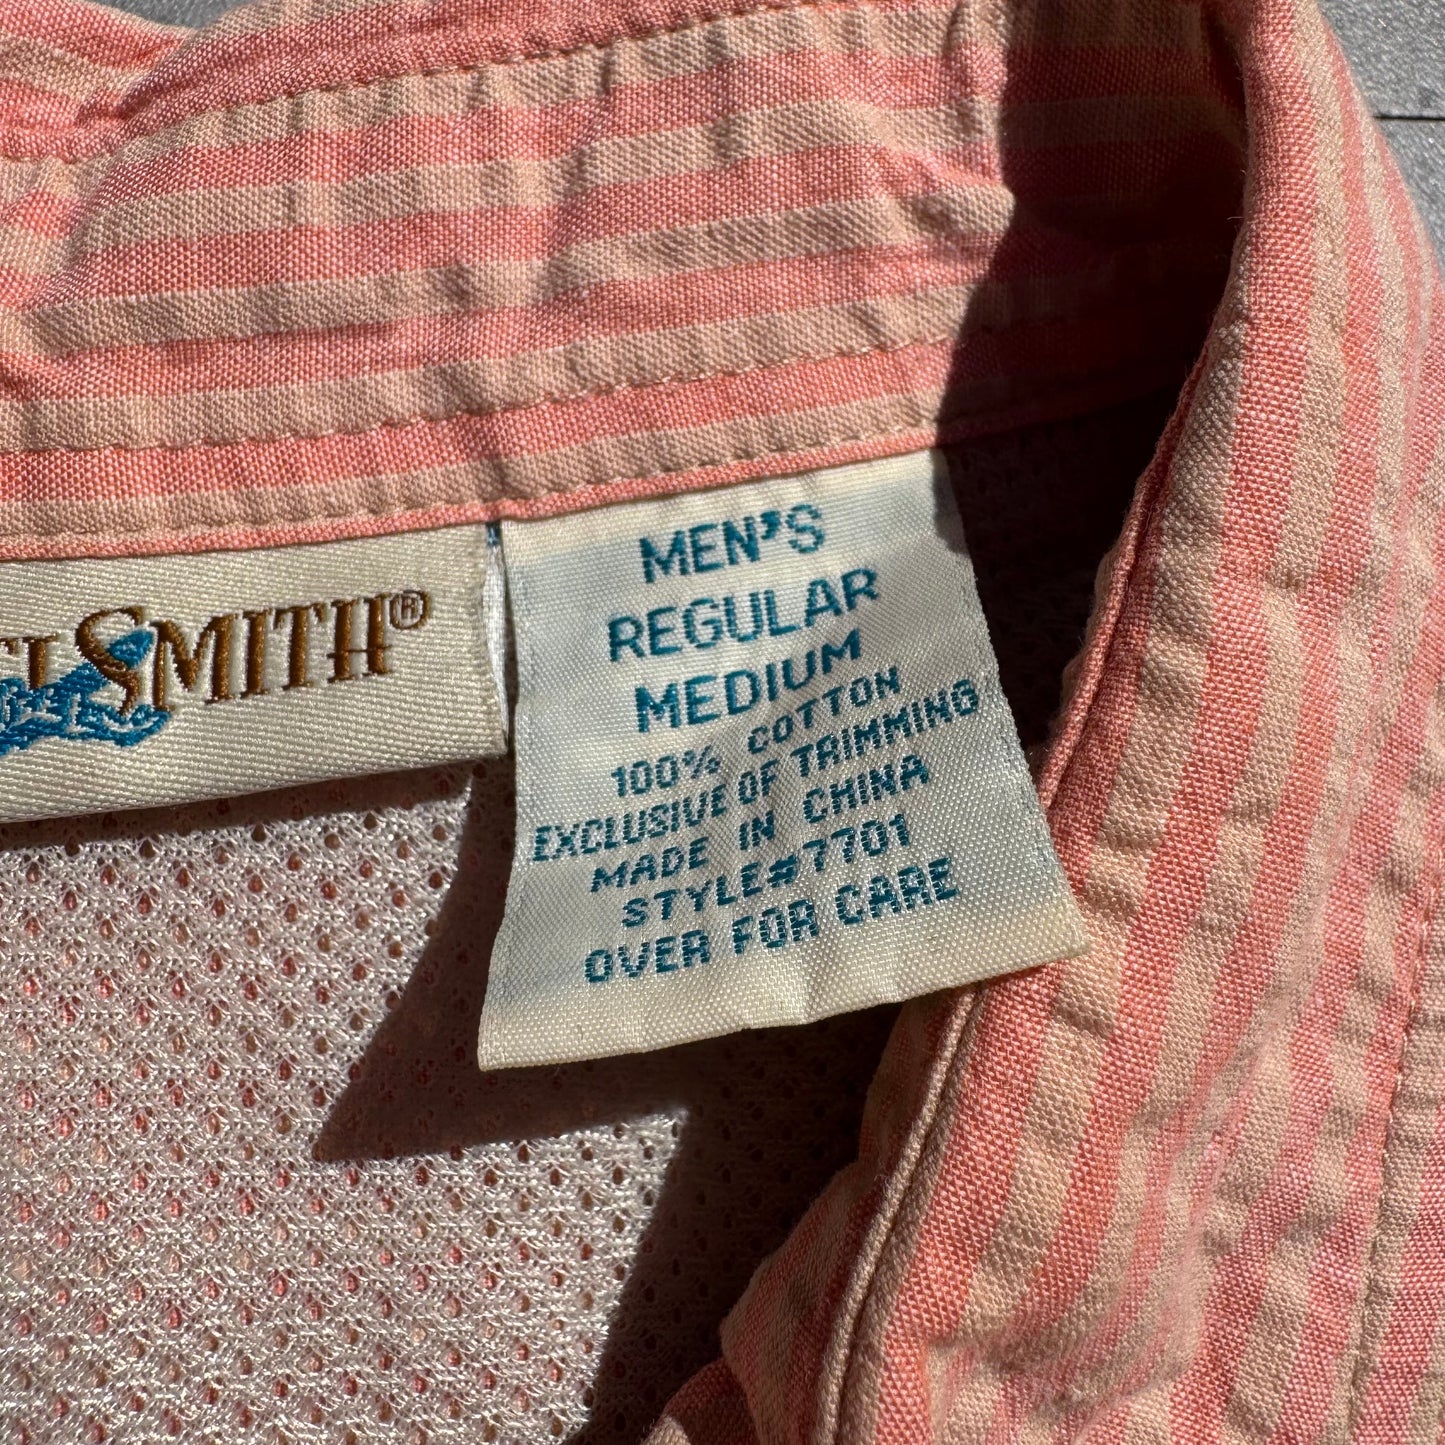 SMITH®
MEN'S
REGULAR
MEDIUM
100% COTTON
EXCLUSIVE OF TRIMMING
MADE IN CHINA
STYLE#7701
OVER FOR CARE